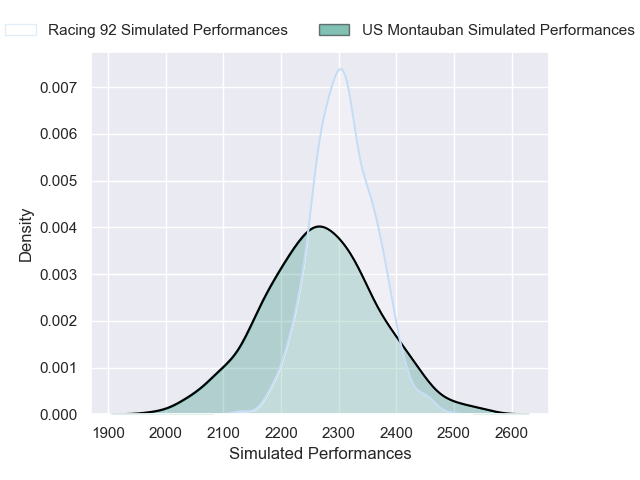 Racing 92 Simulated Performances US Montauban Simulated Performances
0.007
0.006
0.005
0.004
0.003
0.002
0.001
0.000
Density
1900 2000 2100 2200 2300 2400 2500 2600
Simulated Performances